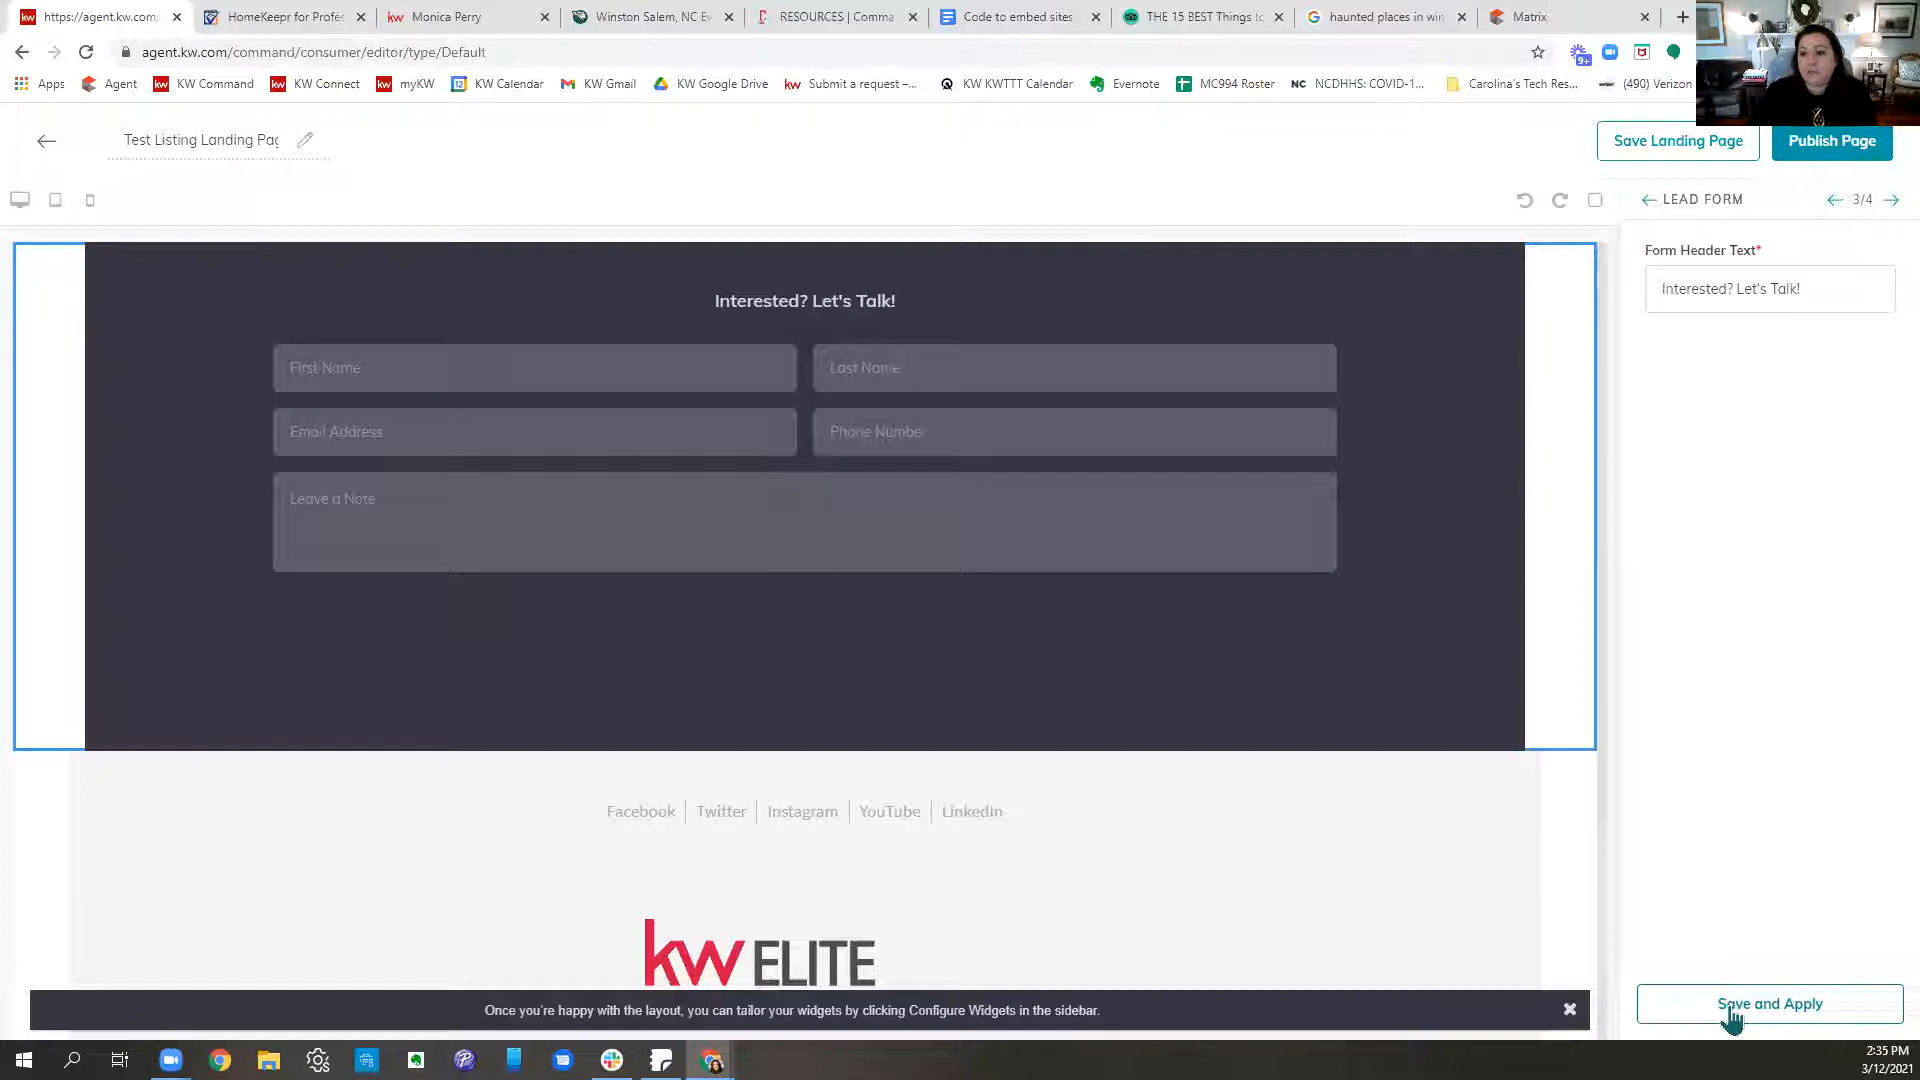 https://agent.kw.com
HomeKeepr for Profes
Monica Perry
Winston Salem, NC Ev
RESOURCES | Comma
Code to embed sites
THE 15 BEST Things to
haunted places in win
Matrix
agent.kw.com/command/consumer/editor/type/Default
9+
Apps
Agent
KW Command
KW Connect
myKW
KW Calendar
KW Gmail
KW Google Drive
Submit a request –...
KW KWTTT Calendar
Evernote
MC994 Roster
NCDHHS: COVID-1...
Carolina's Tech Res...
(490) Verizon
Test Listing Landing Pag
Save Landing Page
Publish Page
LEAD FORM
3/4
Form Header Text*
Interested? Let's Talk!
Interested? Let's Talk!
First Name
Last Name
Email Address
Phone Number
Leave a Note
Facebook | Twitter | Instagram | YouTube | LinkedIn
kw ELITE
Once you're happy with the layout, you can tailor your widgets by clicking Configure Widgets in the sidebar.
Save and Apply
2:35 PM
3/12/2021